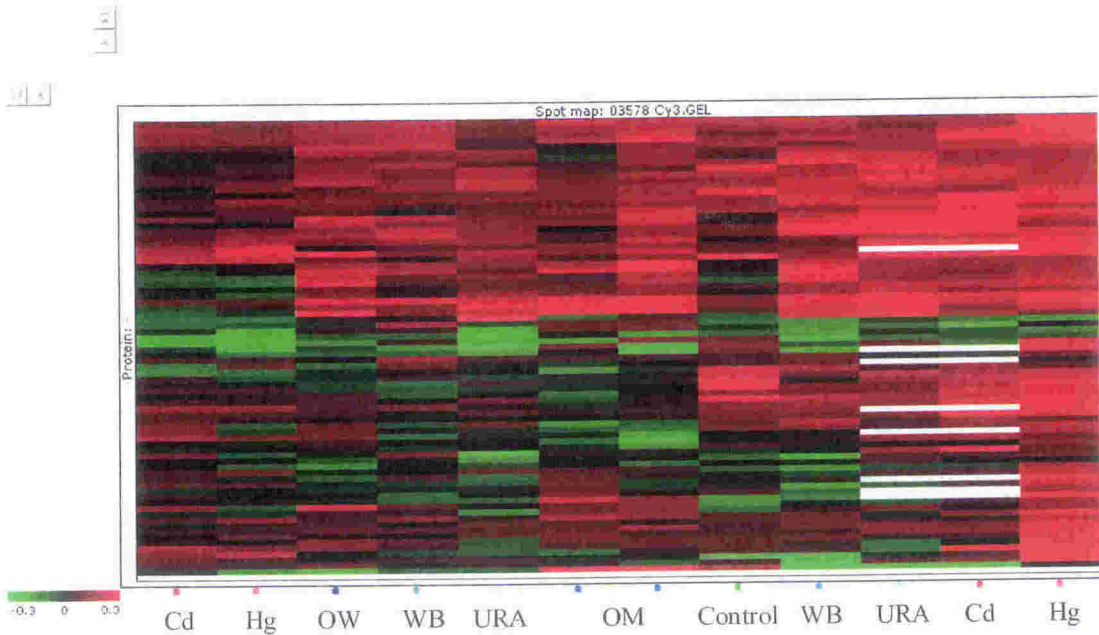 Spot map: 03578 Cy3.GEL
Protein: -
-0.3 0 0.3
Cd Hg OW WB URA OM Control WB URA Cd Hg